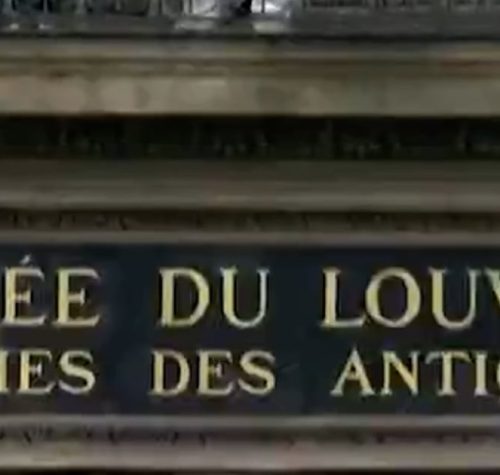 ÉE DU LOUV
IES DES ANTIQ